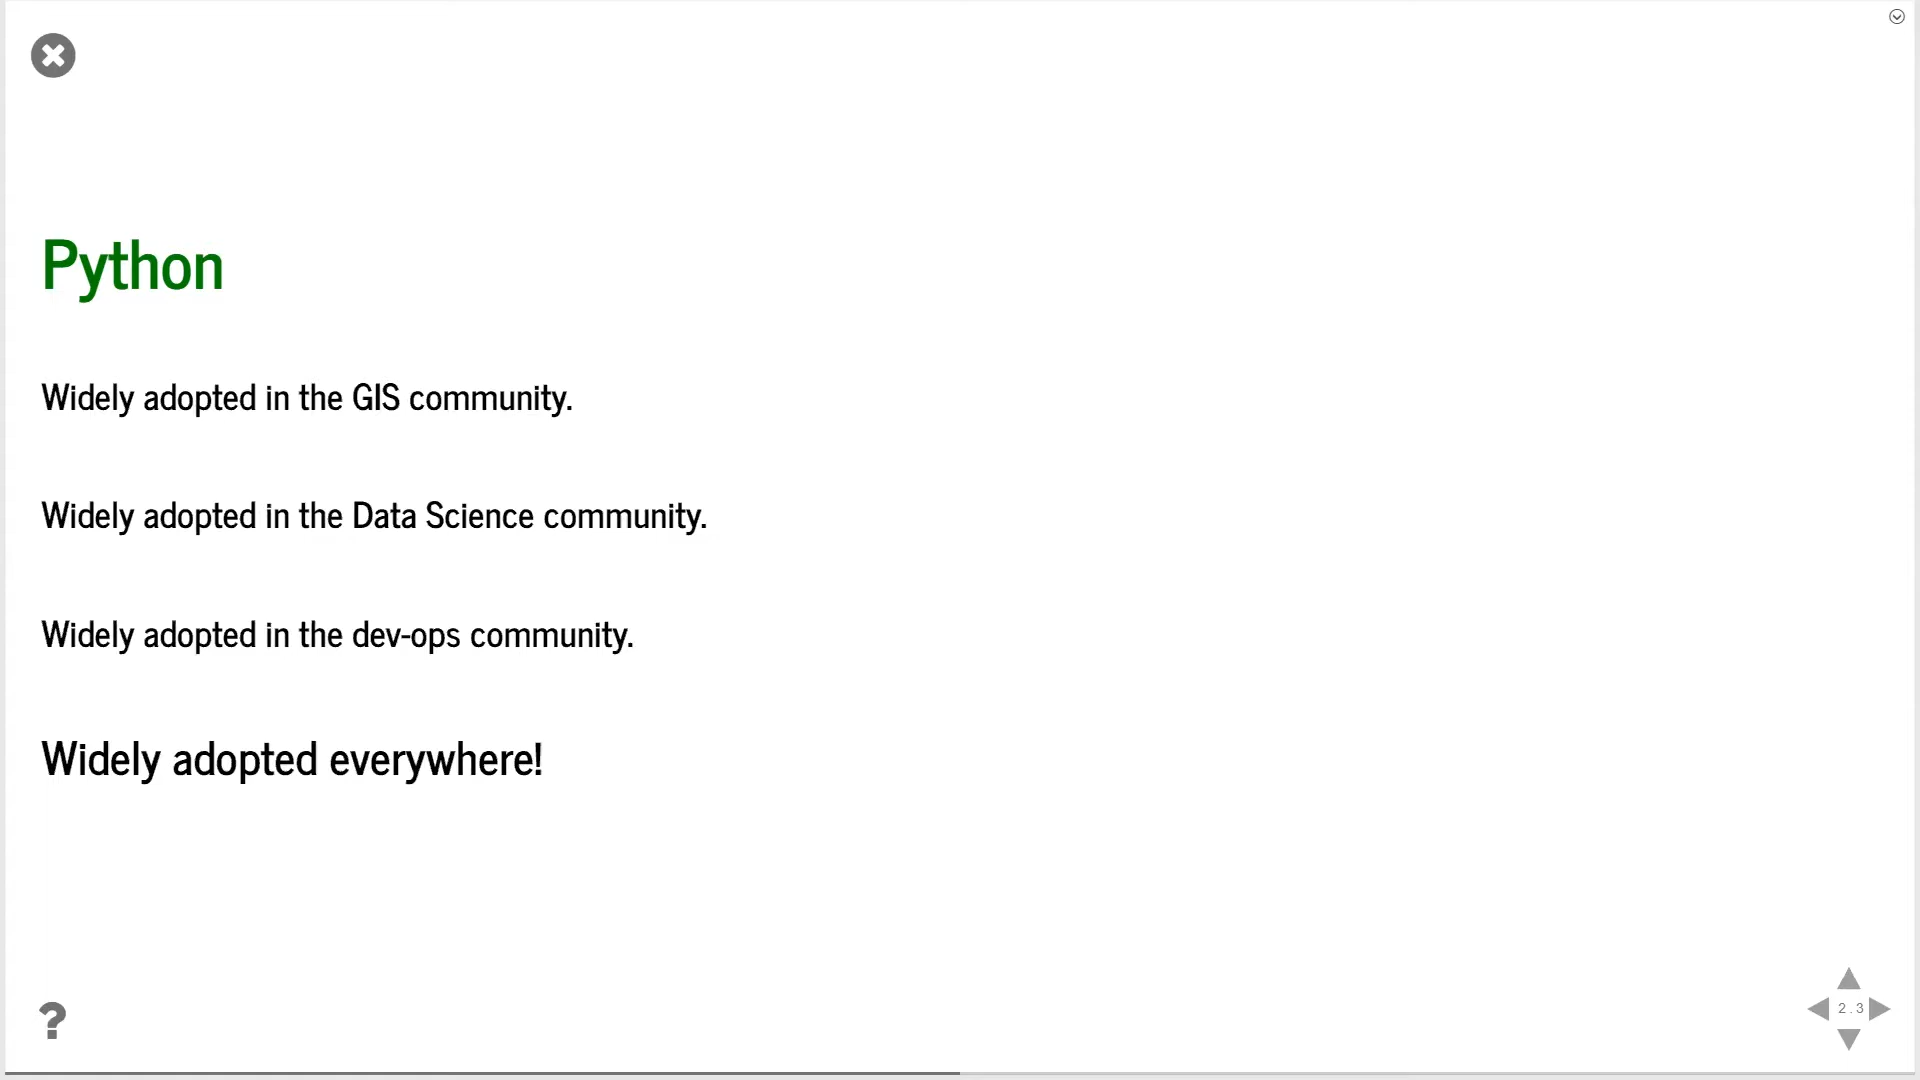 Python
Widely adopted in the GIS community.
Widely adopted in the Data Science community.
Widely adopted in the dev-ops community.
Widely adopted everywhere!
?
2.3